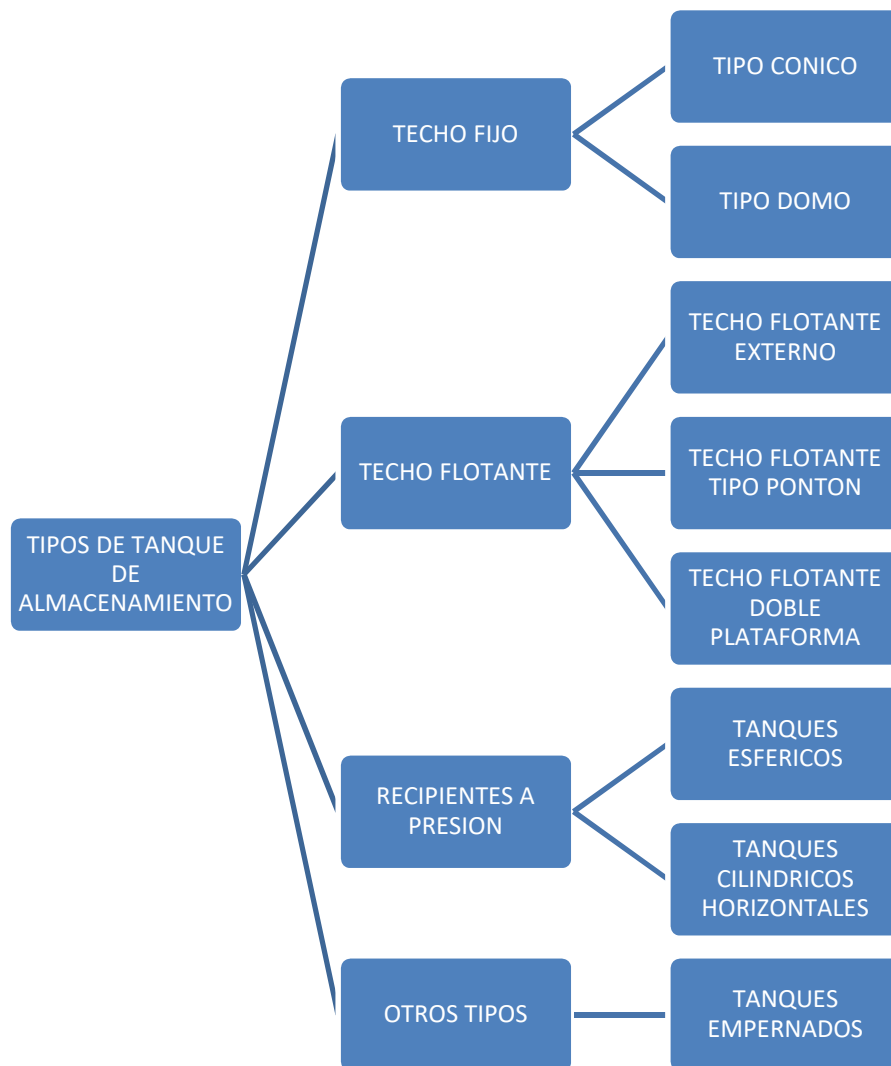 TIPOS DE TANQUE
DE
ALMACENAMIENTO
TECHO FIJO
TIPO CONICO
TIPO DOMO
TECHO FLOTANTE
TECHO FLOTANTE
EXTERNO
TECHO FLOTANTE
TIPO PONTON
TECHO FLOTANTE
DOBLE
PLATAFORMA
RECIPIENTES A
PRESION
TANQUES
ESFERICOS
TANQUES
CILINDRICOS
HORIZONTALES
OTROS TIPOS
TANQUES
EMPERNADOS